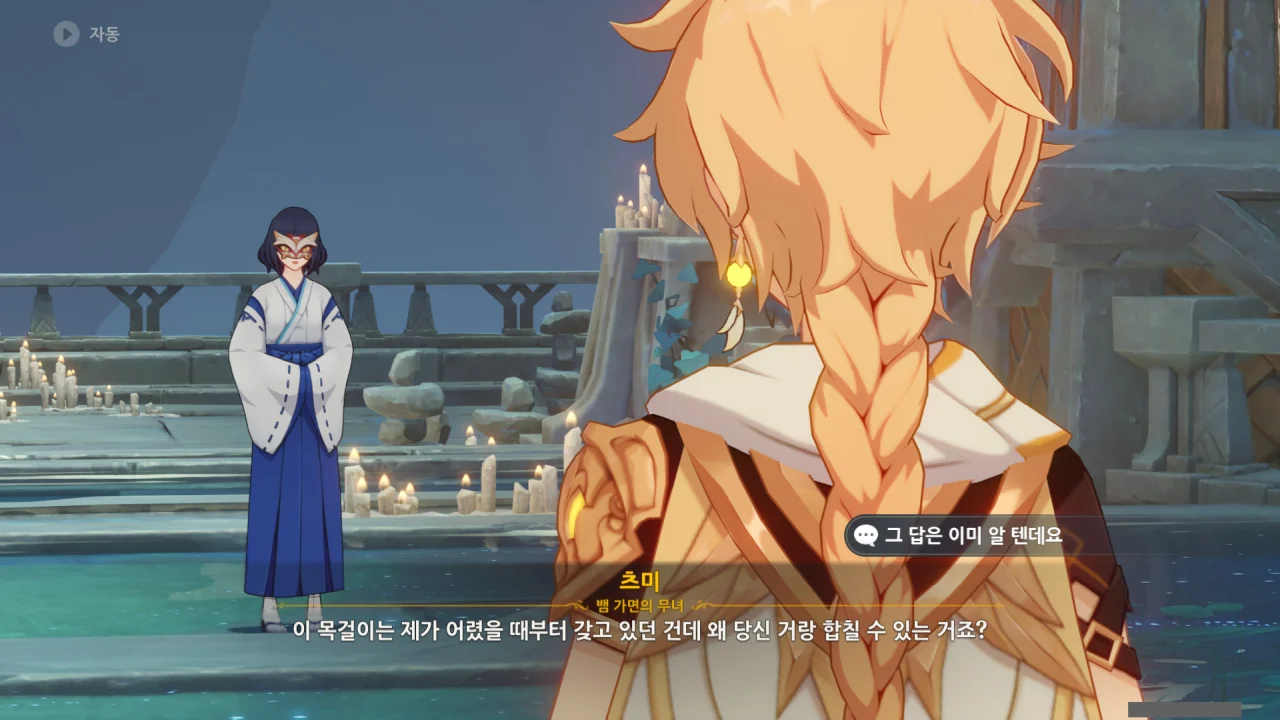 자동
그 답은 이미 알 텐데요
츠미
뱀 가면의 무녀
이 목걸이는 제가 어렸을 때부터 갖고 있던 건데 왜 당신 거랑 합칠 수 있는 거죠?